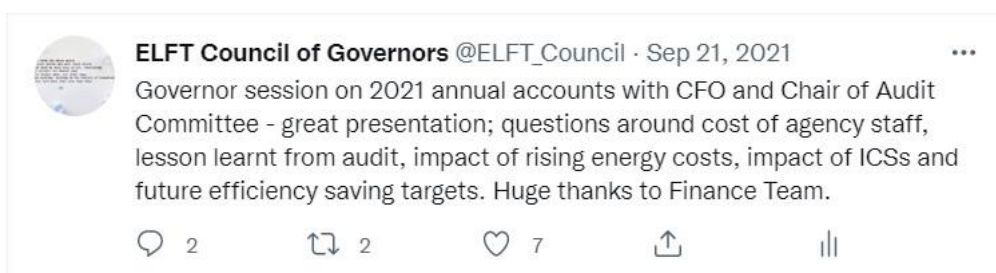 ELFT Council of Governors @ELFT_Council · Sep 21, 2021
Governor session on 2021 annual accounts with CFO and Chair of Audit
Committee - great presentation; questions around cost of agency staff,
lesson learnt from audit, impact of rising energy costs, impact of ICSs and
future efficiency saving targets. Huge thanks to Finance Team.
2 2 7